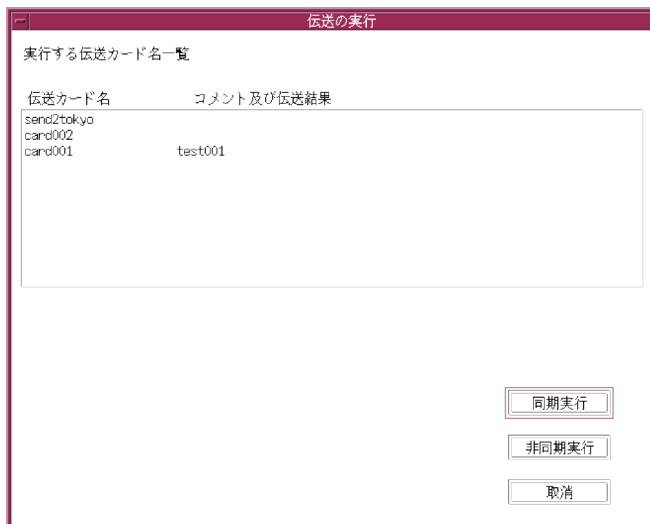 伝送の実行
実行する伝送カード名一覧
伝送カード名 コメント及び伝送結果
send2tokyo
card002
card001 test001
同期実行
非同期実行
取消